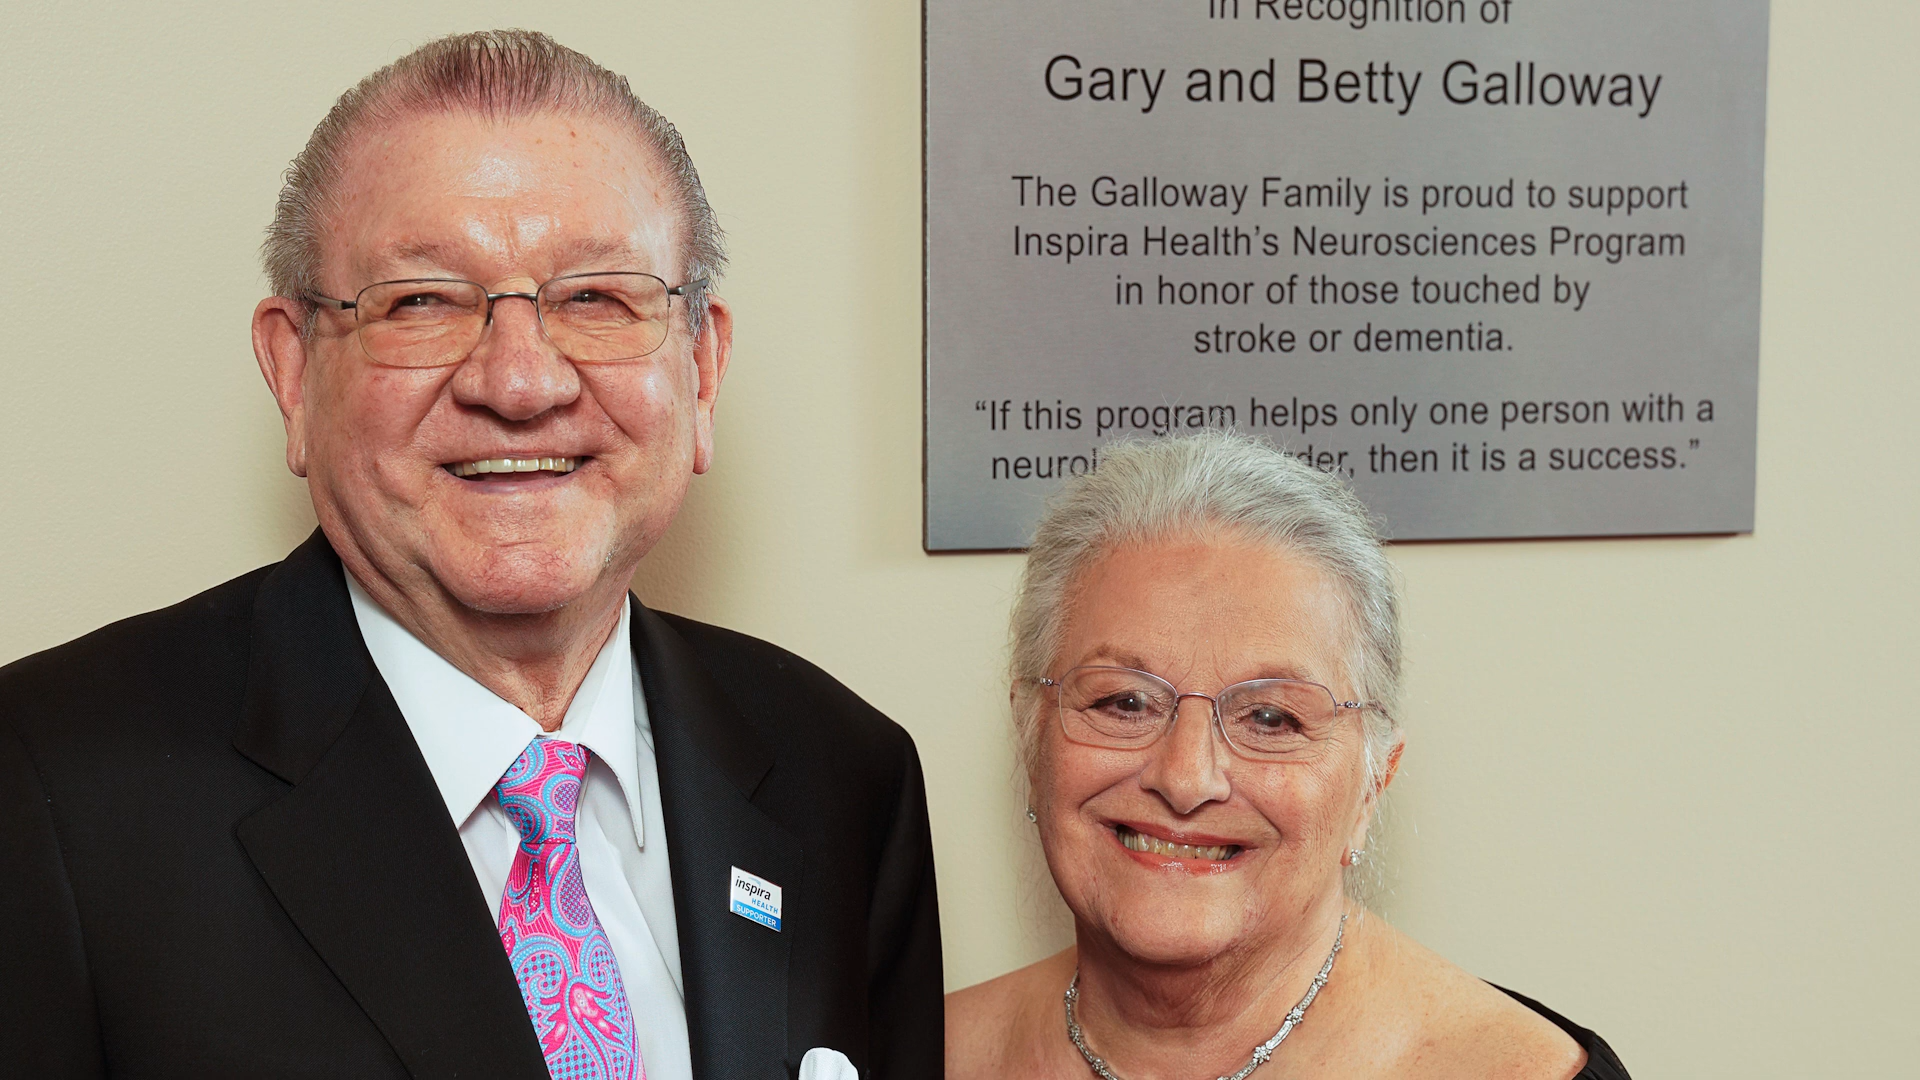 In Recognition of
Gary and Betty Galloway
The Galloway Family is proud to support
Inspira Health’s Neurosciences Program
in honor of those touched by
stroke or dementia.
“If this program helps only one person with a
then it is a success.”
inspira
HEALTH
SUPPORTER